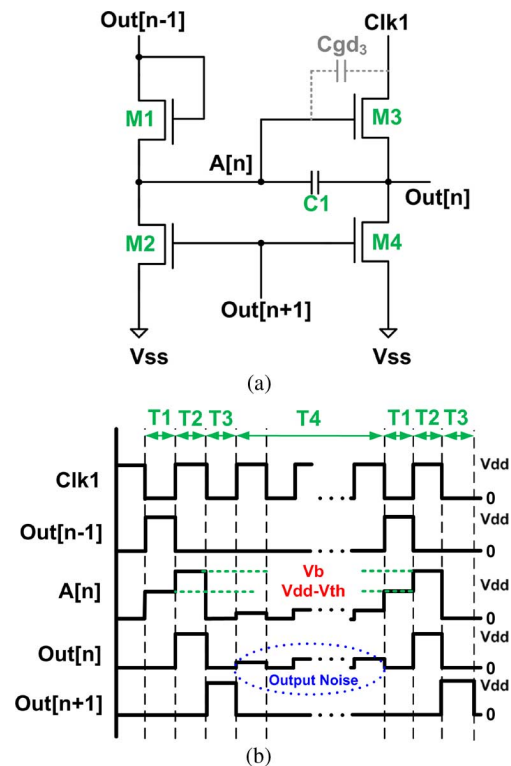 Out[n-1]
Clk1
Cgd3
M1
M3
A[n]
C1
Out[n]
M2
M4
Out[n+1]
Vss
Vss
(a)
T1 T2 T3 T4 T1 T2 T3
Clk1
Vdd
0
Out[n-1]
Vdd
0
A[n]
Vb
Vdd-Vth
Vdd
0
Out[n]
Output Noise
Vdd
0
Out[n+1]
Vdd
0
(b)